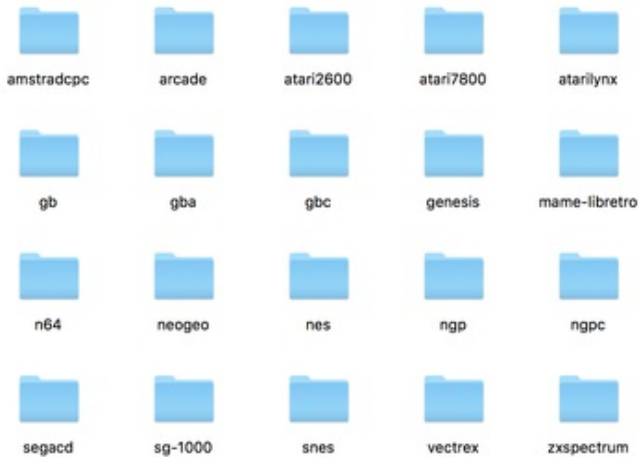 amstradcpc arcade atari2600 atari7800 atarilynx
gb gba gbc genesis mame-libretro
n64 neogeo nes ngp ngpc
segacd sg-1000 snes vectrex zxspectrum